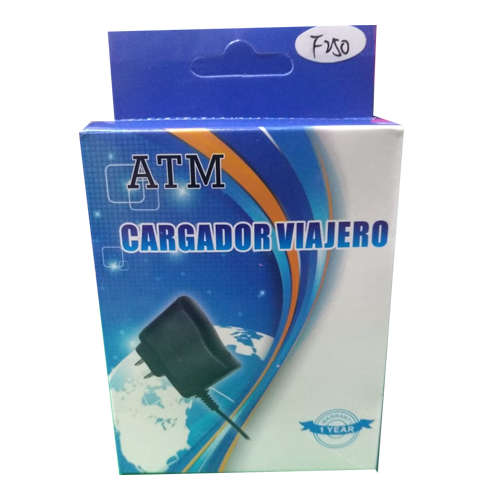 F250
ATM
CARGADOR VIAJERO
WARRANTY
1 YEAR